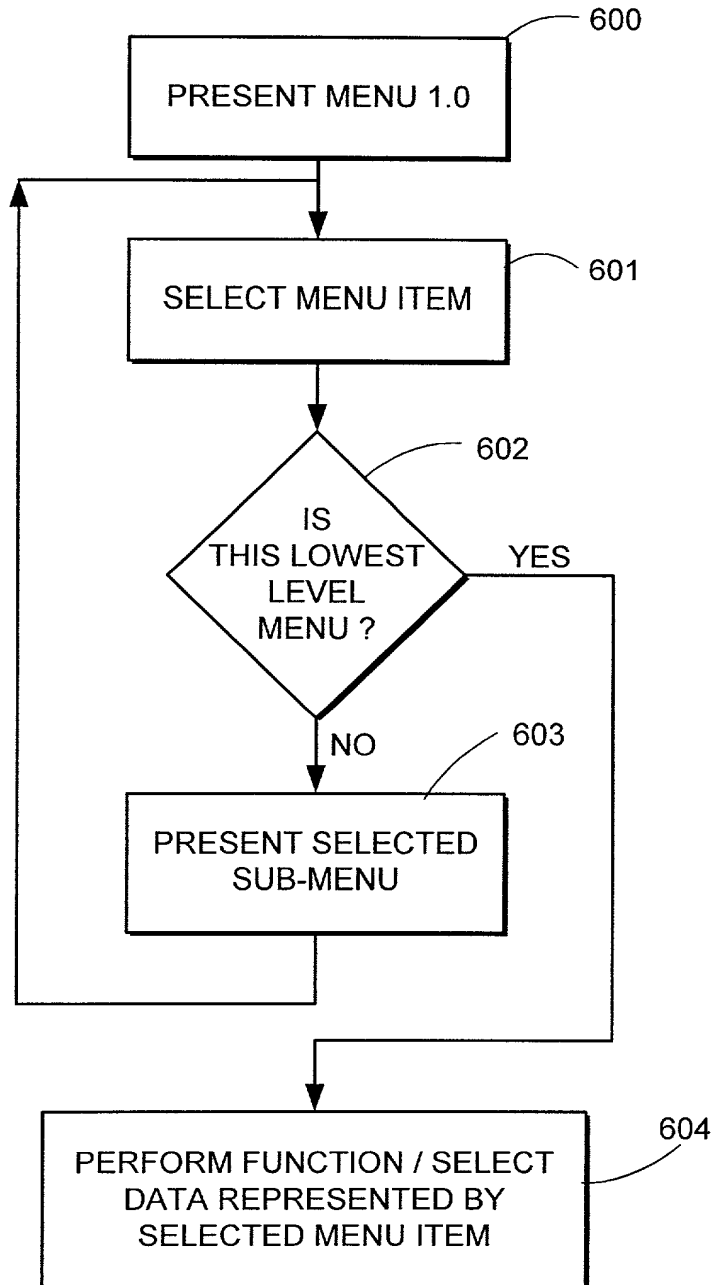 600
PRESENT MENU 1.0
601
SELECT MENU ITEM
602
IS
THIS LOWEST
LEVEL
MENU ?
YES
NO
603
PRESENT SELECTED
SUB-MENU
604
PERFORM FUNCTION / SELECT
DATA REPRESENTED BY
SELECTED MENU ITEM